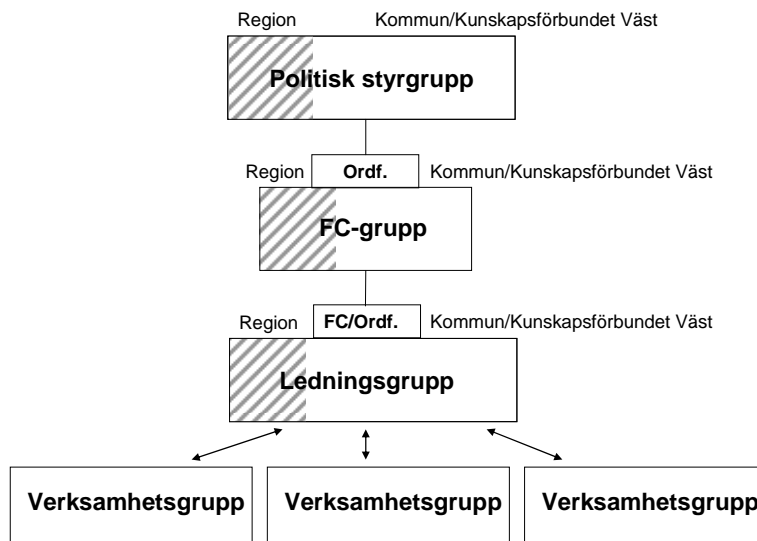 Region Kommun/Kunskapsförbundet Väst
Politisk styrgrupp
Region Ordf. Kommun/Kunskapsförbundet Väst
FC-grupp
Region FC/Ordf. Kommun/Kunskapsförbundet Väst
Ledningsgrupp
Verksamhetsgrupp Verksamhetsgrupp Verksamhetsgrupp